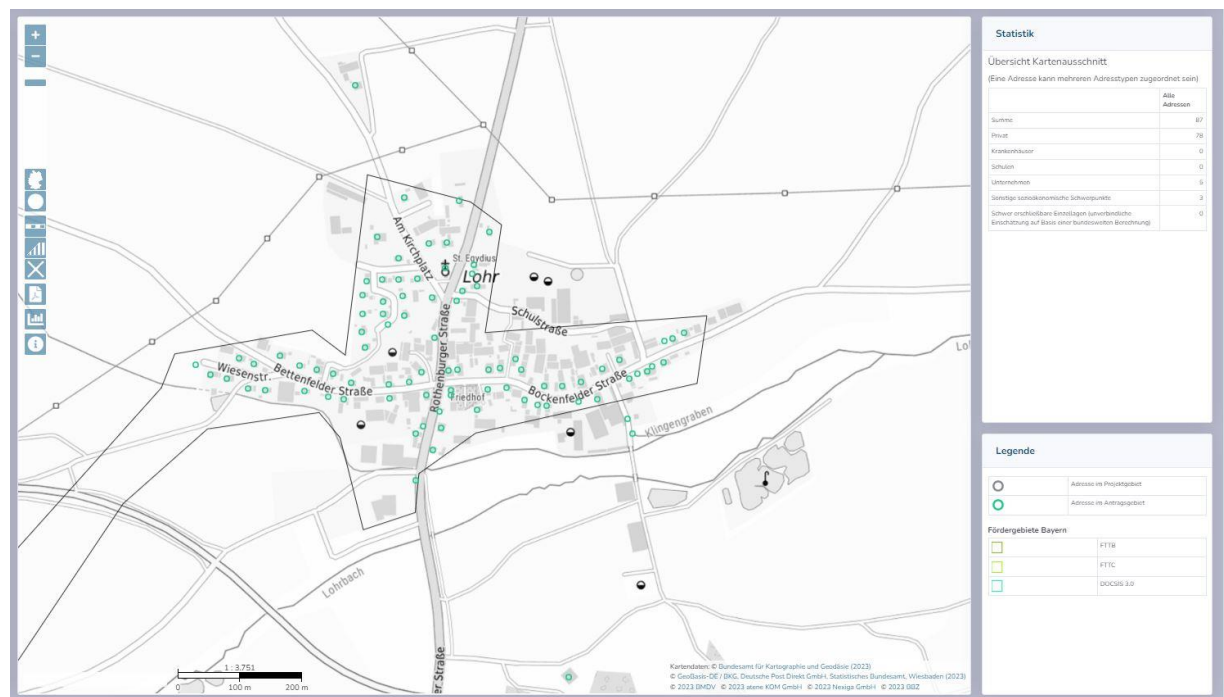 +
−
Am Kirchplatz
St. Egydius
Lohr
Schulstraße
Rothenburger Straße
Wiesenstr.
Bettenfelder Straße
Friedhof
Bockenfelder Straße
Klingengraben
Lohrbach
1 : 3.751
0 100 m 200 m
Kartendaten: © Bundesamt für Kartographie und Geodäsie (2023)
© GeoBasis-DE / BKG, Deutsche Post Direkt GmbH, Statistisches Bundesamt, Wiesbaden (2023)
© 2023 BMDV © 2023 atene KOM GmbH © 2023 Nexiga GmbH © 2023 GBZ
Statistik
Übersicht Kartenausschnitt
(Eine Adresse kann mehreren Adresstypen zugeordnet sein)
Alle
Adressen
Summe 87
Privat 78
Krankenhäuser 0
Schulen 0
Unternehmen 6
Sonstige sozioökonomische Schwerpunkte 3
Schwer erschließbare Einzellagen (unverbindliche 0
Einschätzung auf Basis einer bundesweiten Berechnung)
Legende
Adresse im Projektgebiet
Adresse im Antragsgebiet
Fördergebiete Bayern
FTTB
FTTC
DOCSIS 3.0